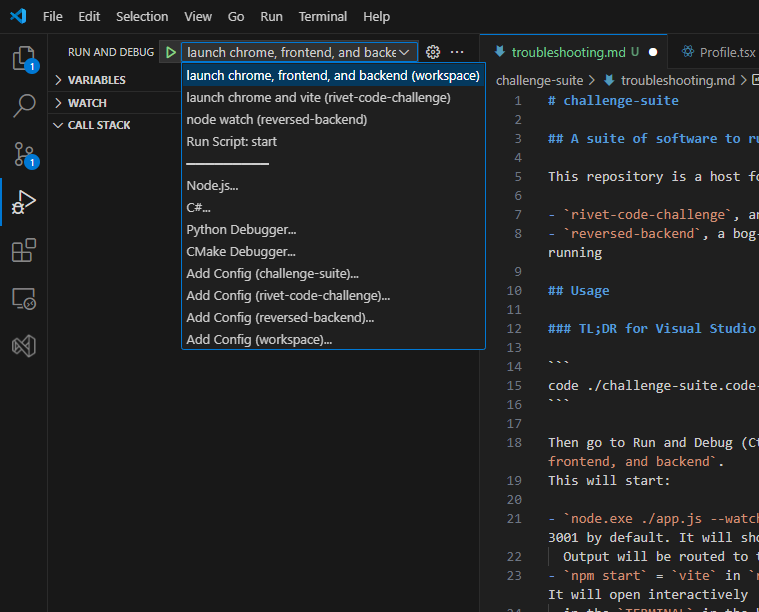 File Edit Selection View Go Run Terminal Help
RUN AND DEBUG launch chrome, frontend, and
VARIABLES
WATCH
CALL STACK
1
1
launch chrome, frontend, and backend (workspace)
launch chrome and vite (rivet-code-challenge)
node watch (reversed-backend)
Run Script: start
Node.js...
C#...
Python Debugger...
CMake Debugger...
Add Config (challenge-suite)...
Add Config (rivet-code-challenge)...
Add Config (reversed-backend)...
Add Config (workspace)...
troubleshooting.md U Profile.tsx
challenge-suite > troubleshooting.md >
1 # challenge-suite
2
3 ## A suite of software to
4
5 This repository is a host
6
7 - `rivet-code-challenge`,
8 - `reversed-backend`, a
running
9
10 ## Usage
11
12 ### TL;DR for Visual Studio
13
14 ```
15 code ./challenge-suite.code-
16 ```
17
18 Then go to Run and Debug
frontend, and backend`.
19 This will start:
20
21 - `node.exe ./app.js --watch
3001 by default. It will
22 Output will be routed to
23 - `npm start` = `vite` in
It will open interactively
24 in the `TERMINAL` in the